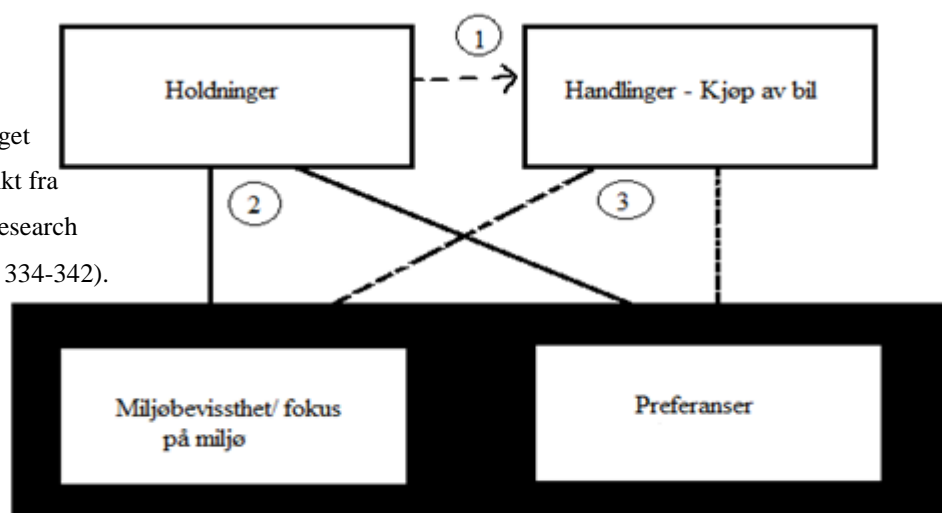 1
Holdninger
Handlinger - Kjøp av bil
get
kt fra
2
3
esearch
334-342).
Miljøbevissthet/ fokus
på miljø
Preferanser